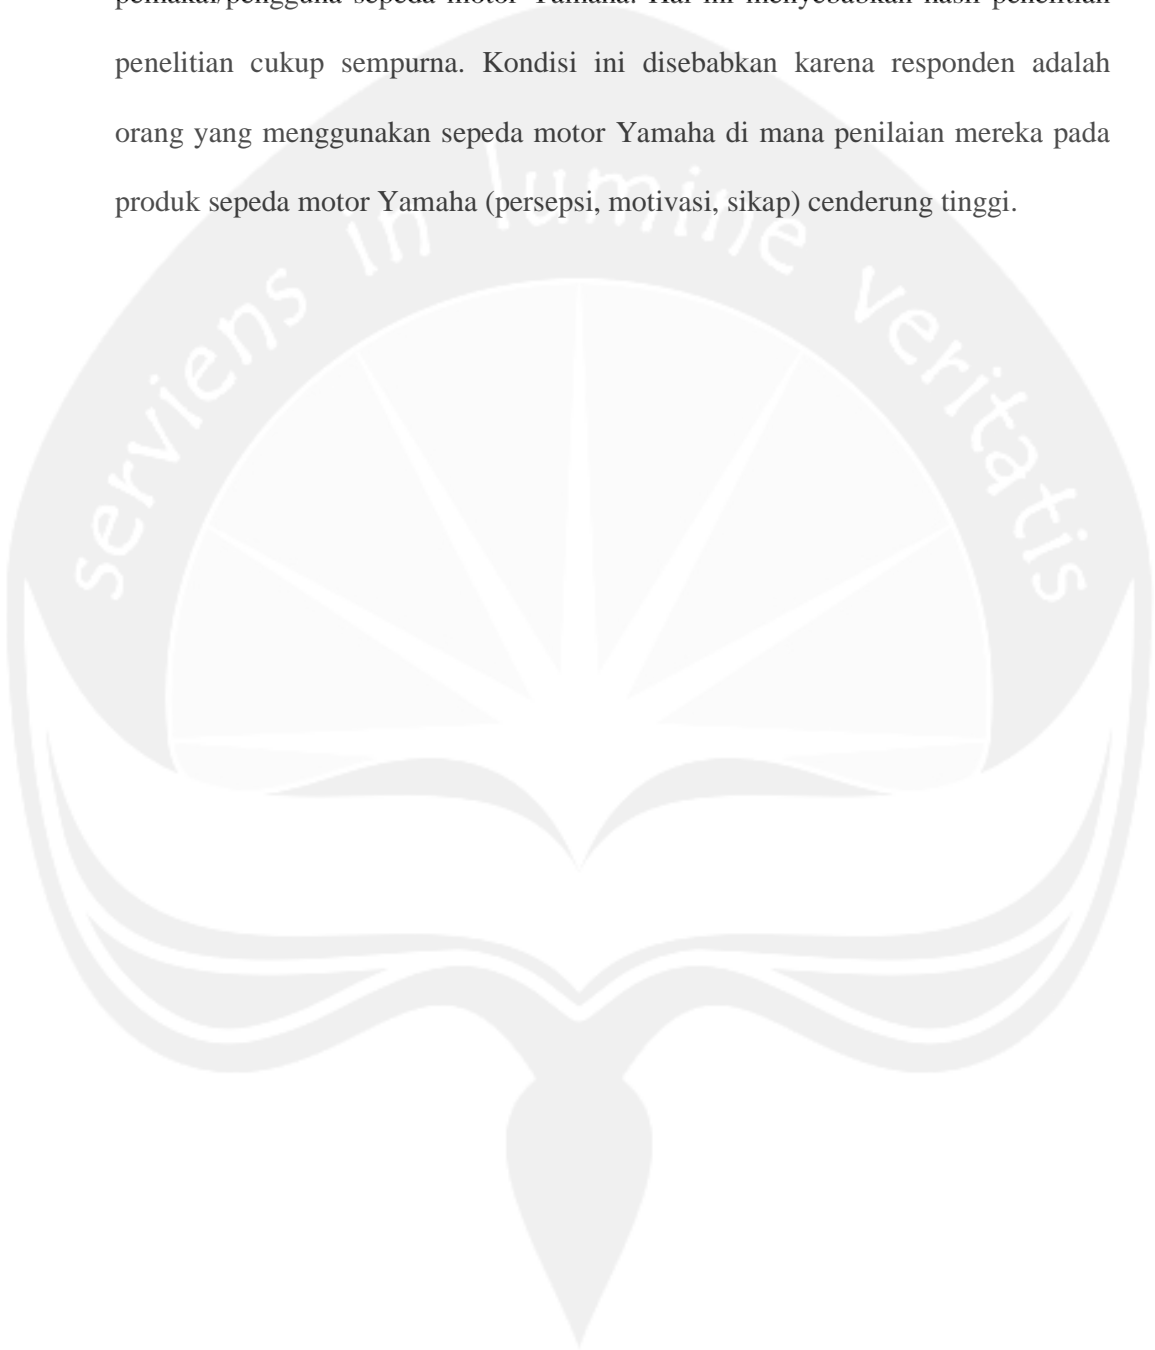 pemakai/pengguna sepeda motor Yamaha. Hal ini menyebabkan hasil penelitian
penelitian cukup sempurna. Kondisi ini disebabkan karena responden adalah
orang yang menggunakan sepeda motor Yamaha di mana penilaian mereka pada
produk sepeda motor Yamaha (persepsi, motivasi, sikap) cenderung tinggi.
serviens in lumine veritatis